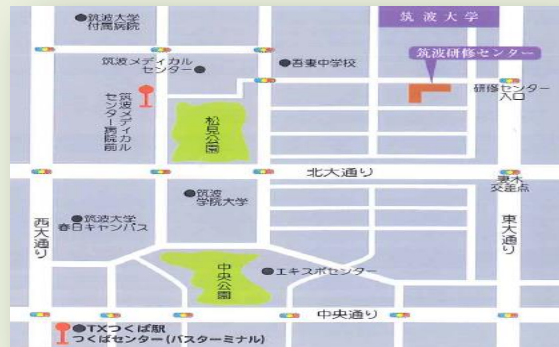 筑波大学
付属病院
筑波大学
筑波研修センター
筑波メディカル
センター
吾妻中学校
研修センター
入口
筑波メディカル
センター病院前
松見公園
北大通り
妻木
交差点
筑波
学院大学
筑波大学
春日キャンパス
西大通り
東大通り
中央公園
エキスポセンター
中央通り
TXつくば駅
つくばセンター(バスターミナル)